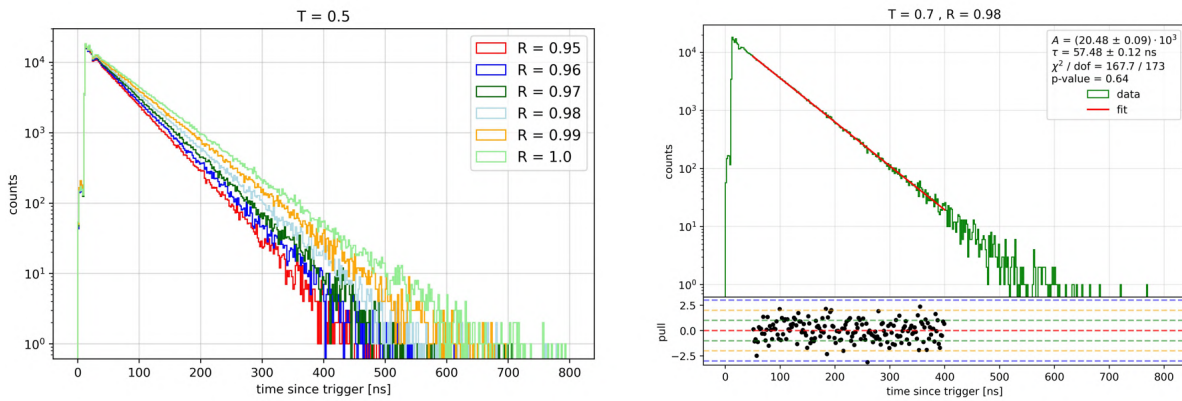 T = 0.5
R = 0.95
R = 0.96
R = 0.97
R = 0.98
R = 0.99
R = 1.0
counts
10⁴
10³
10²
10¹
10⁰
0 100 200 300 400 500 600 700 800
time since trigger [ns]
T = 0.7 , R = 0.98
A = (20.48 ± 0.09) · 10³
τ = 57.48 ± 0.12 ns
χ² / dof = 167.7 / 173
p-value = 0.64
data
fit
counts
10⁴
10³
10²
10¹
10⁰
pull
2.5
0.0
−2.5
0 100 200 300 400 500 600 700 800
time since trigger [ns]